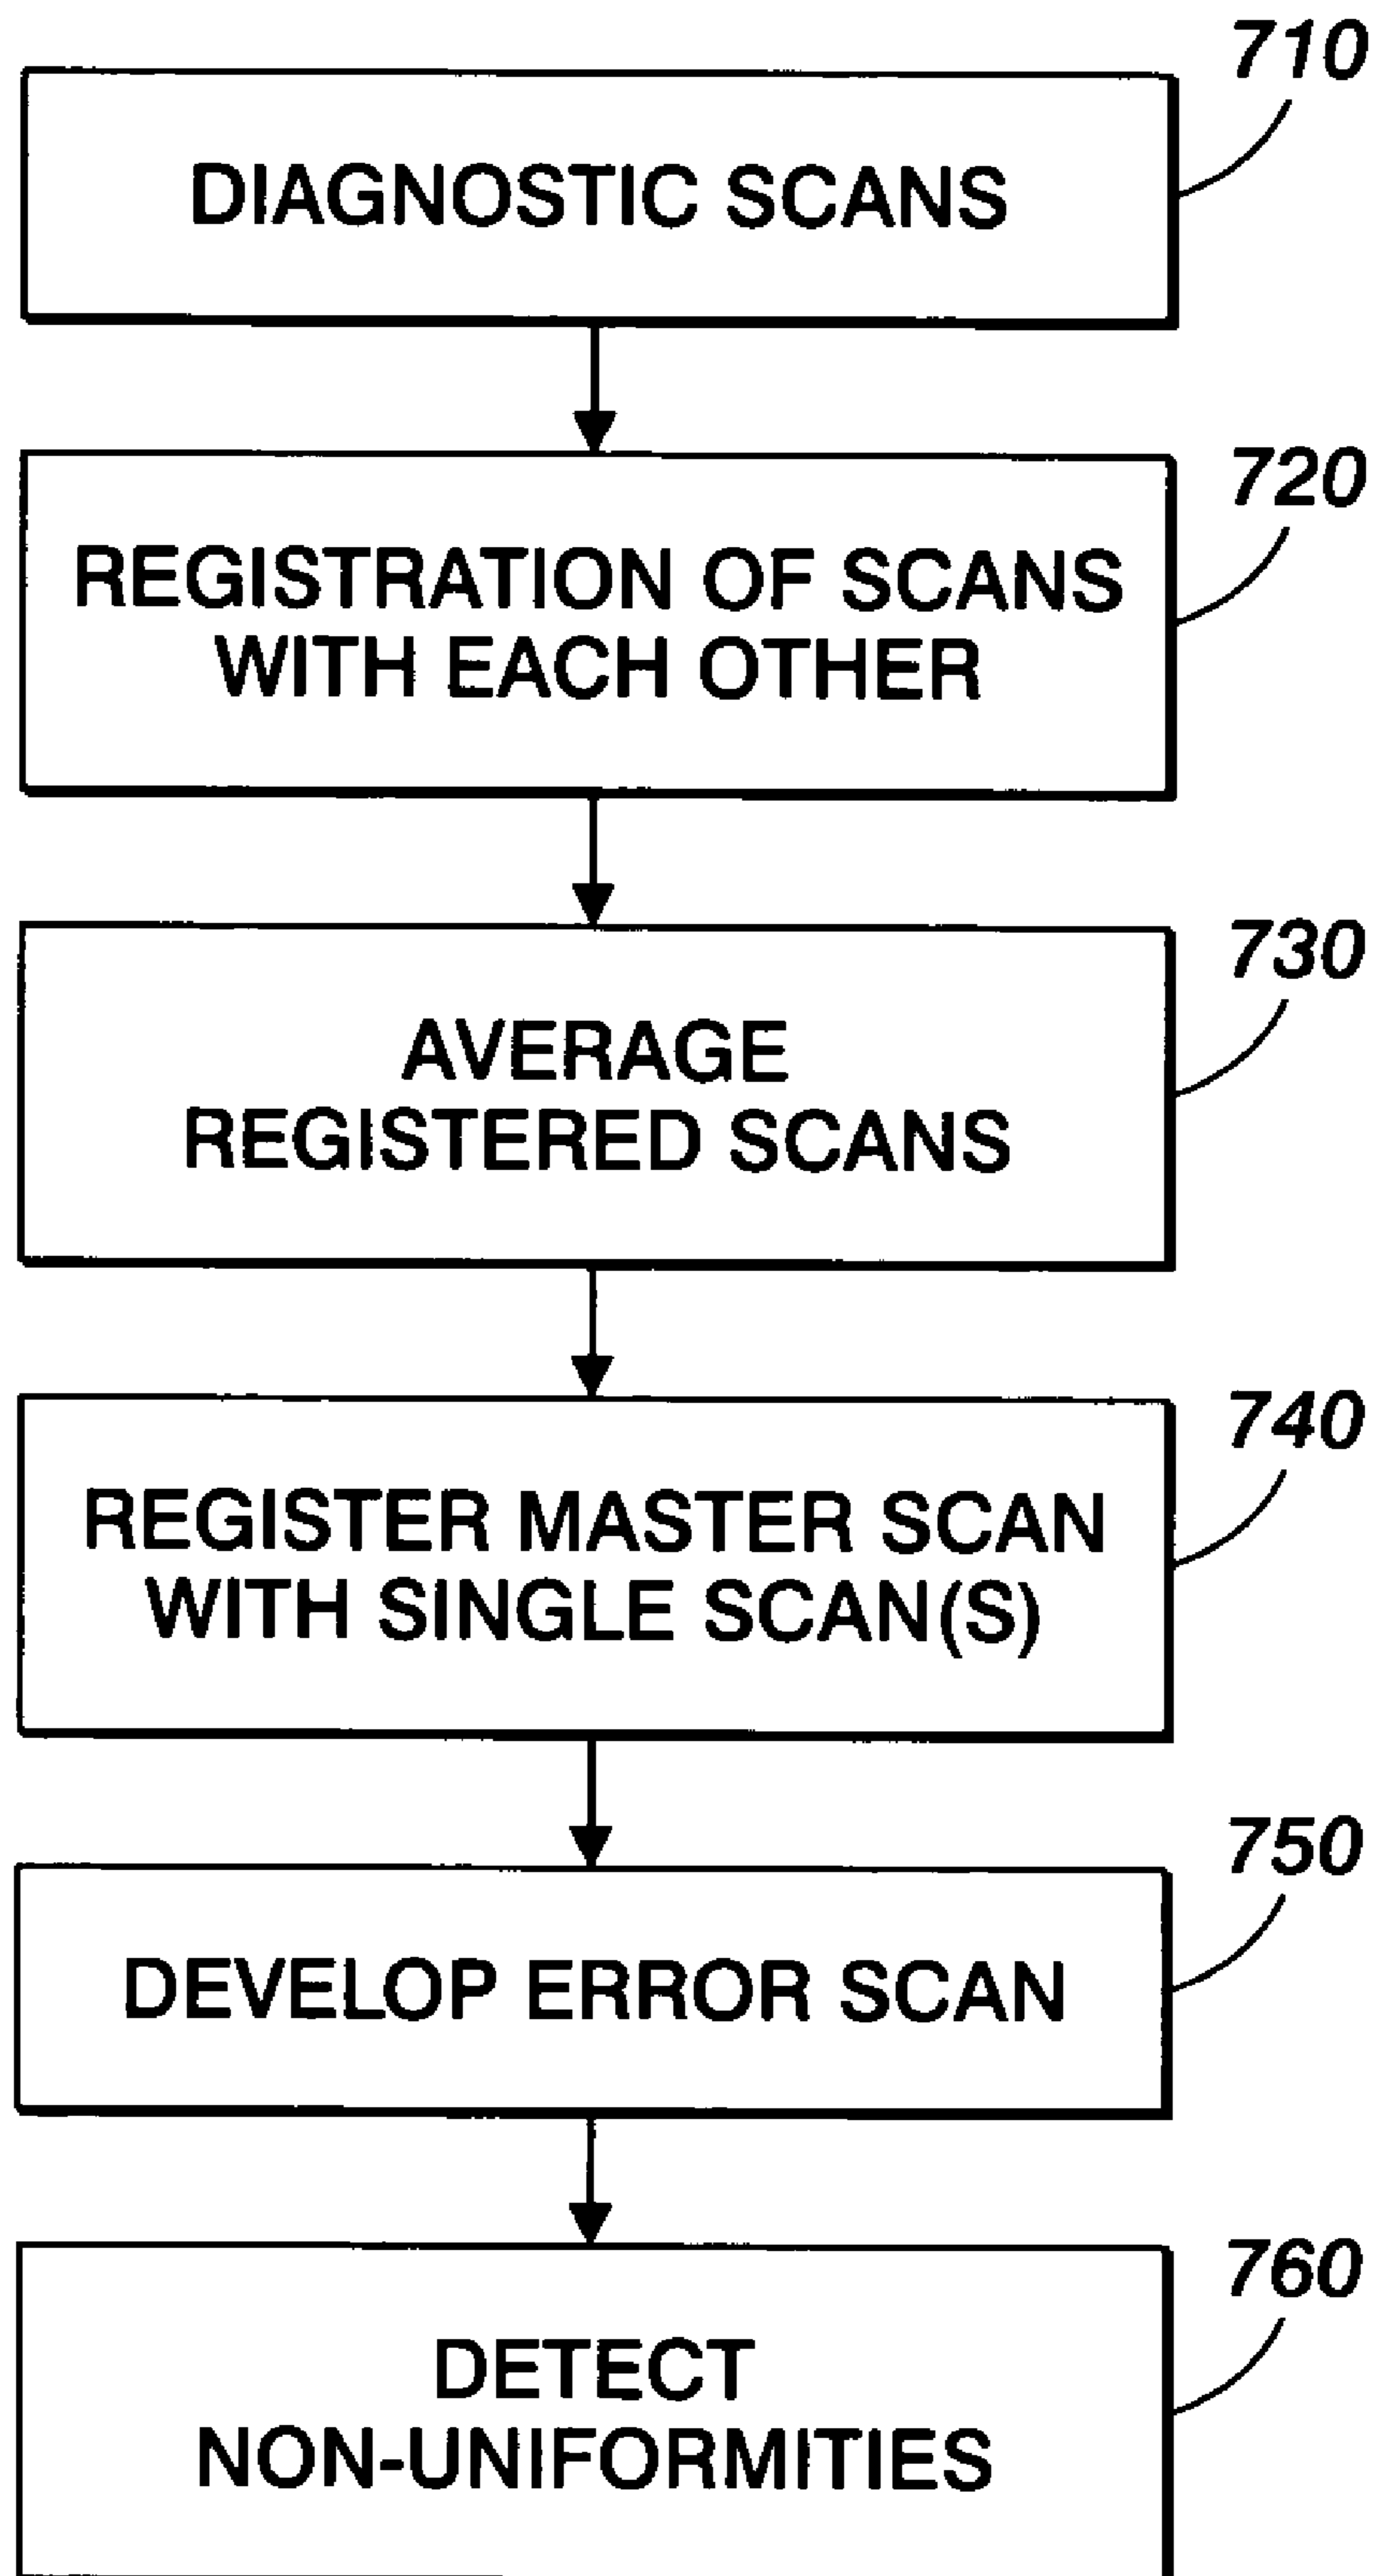 710
DIAGNOSTIC SCANS
720
REGISTRATION OF SCANS
WITH EACH OTHER
730
AVERAGE
REGISTERED SCANS
740
REGISTER MASTER SCAN
WITH SINGLE SCAN(S)
750
DEVELOP ERROR SCAN
760
DETECT
NON-UNIFORMITIES